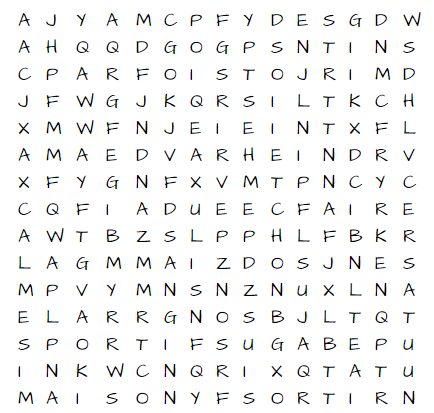 A J Y A M C P F Y D E S G D W
A H Q Q D G O G P S N T I N S
C P A R F O I S T O J R I M D
J F W G J K Q R S I L T K C H
X M W F N J E I E I N T X F L
A M A E D V A R H E I N D R V
X F Y G N F X V M T P N C Y C
C Q F I A D U E E C F A I R E
A W T B Z S L P P H L F B K R
L A G M M A I Z D O S J N E S
M P V Y M N S N Z N U X L N A
E L A R R G N O S B J L T Q T
S P O R T I F S U G A B E P U
I N K W C N Q R I X Q T A T U
M A I S O N Y F S O R T I R N